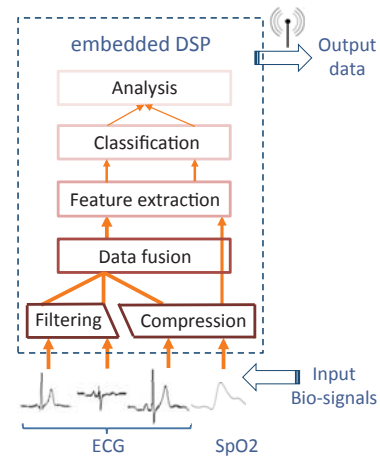 embedded DSP
Output
data
Analysis
Classification
Feature extraction
Data fusion
Filtering
Compression
Input
Bio-signals
ECG
SpO2